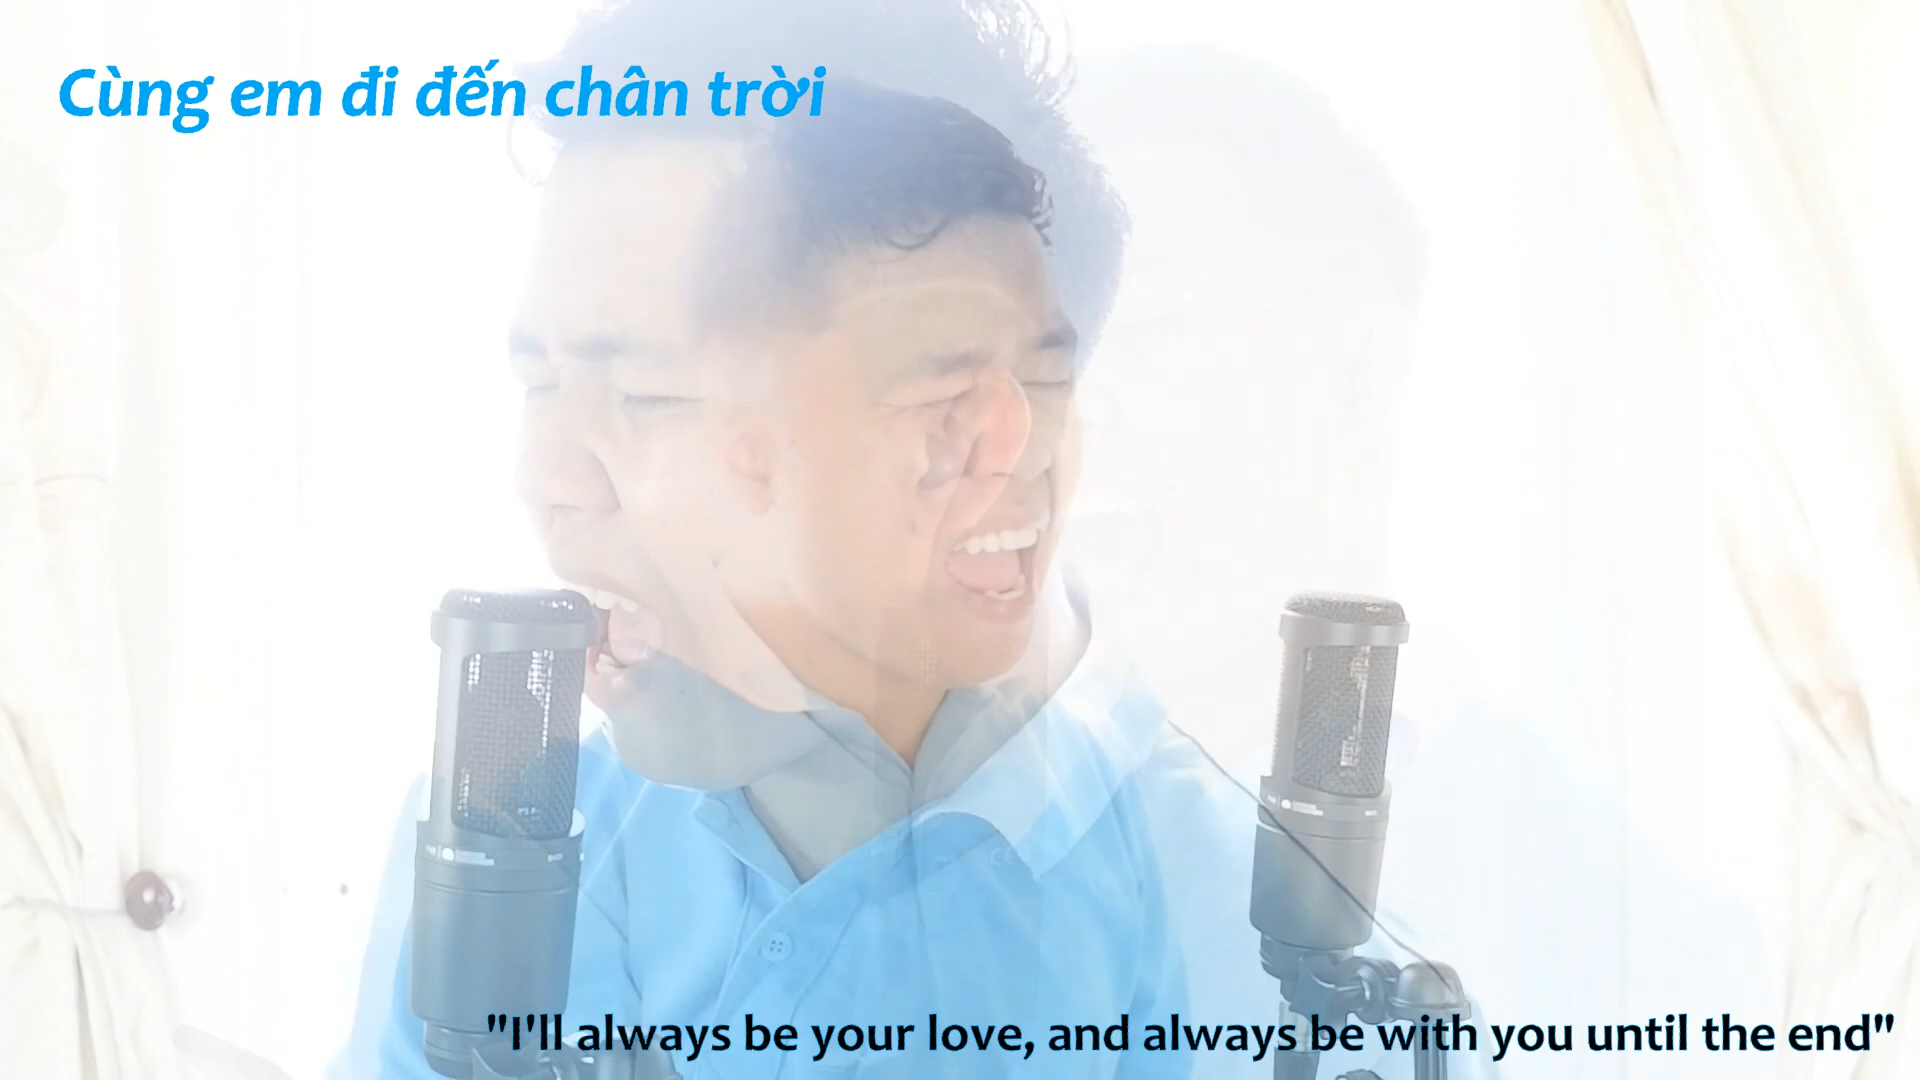 Cùng em đi đến chân trời
"I'll always be your love, and always be with you until the end"